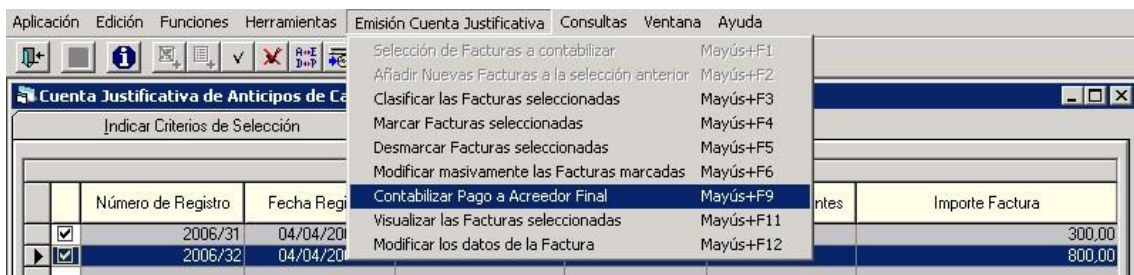 Aplicación Edición Funciones Herramientas Emisión Cuenta Justificativa Consultas Ventana Ayuda
Selección de Facturas a contabilizar Mayús+F1
Añadir Nuevas Facturas a la selección anterior Mayús+F2
Cuenta Justificativa de Anticipos de Ca
Clasificar las Facturas seleccionadas Mayús+F3
Indicar Criterios de Selección
Marcar Facturas seleccionadas Mayús+F4
Desmarcar Facturas seleccionadas Mayús+F5
Modificar masivamente las Facturas marcadas Mayús+F6
Número de Registro Fecha Regi
Contabilizar Pago a Acreedor Final Mayús+F9
ntes Importe Factura
Visualizar las Facturas seleccionadas Mayús+F11
2006/31 04/04/20 300,00
Modificar los datos de la Factura Mayús+F12
2006/32 04/04/20 800,00